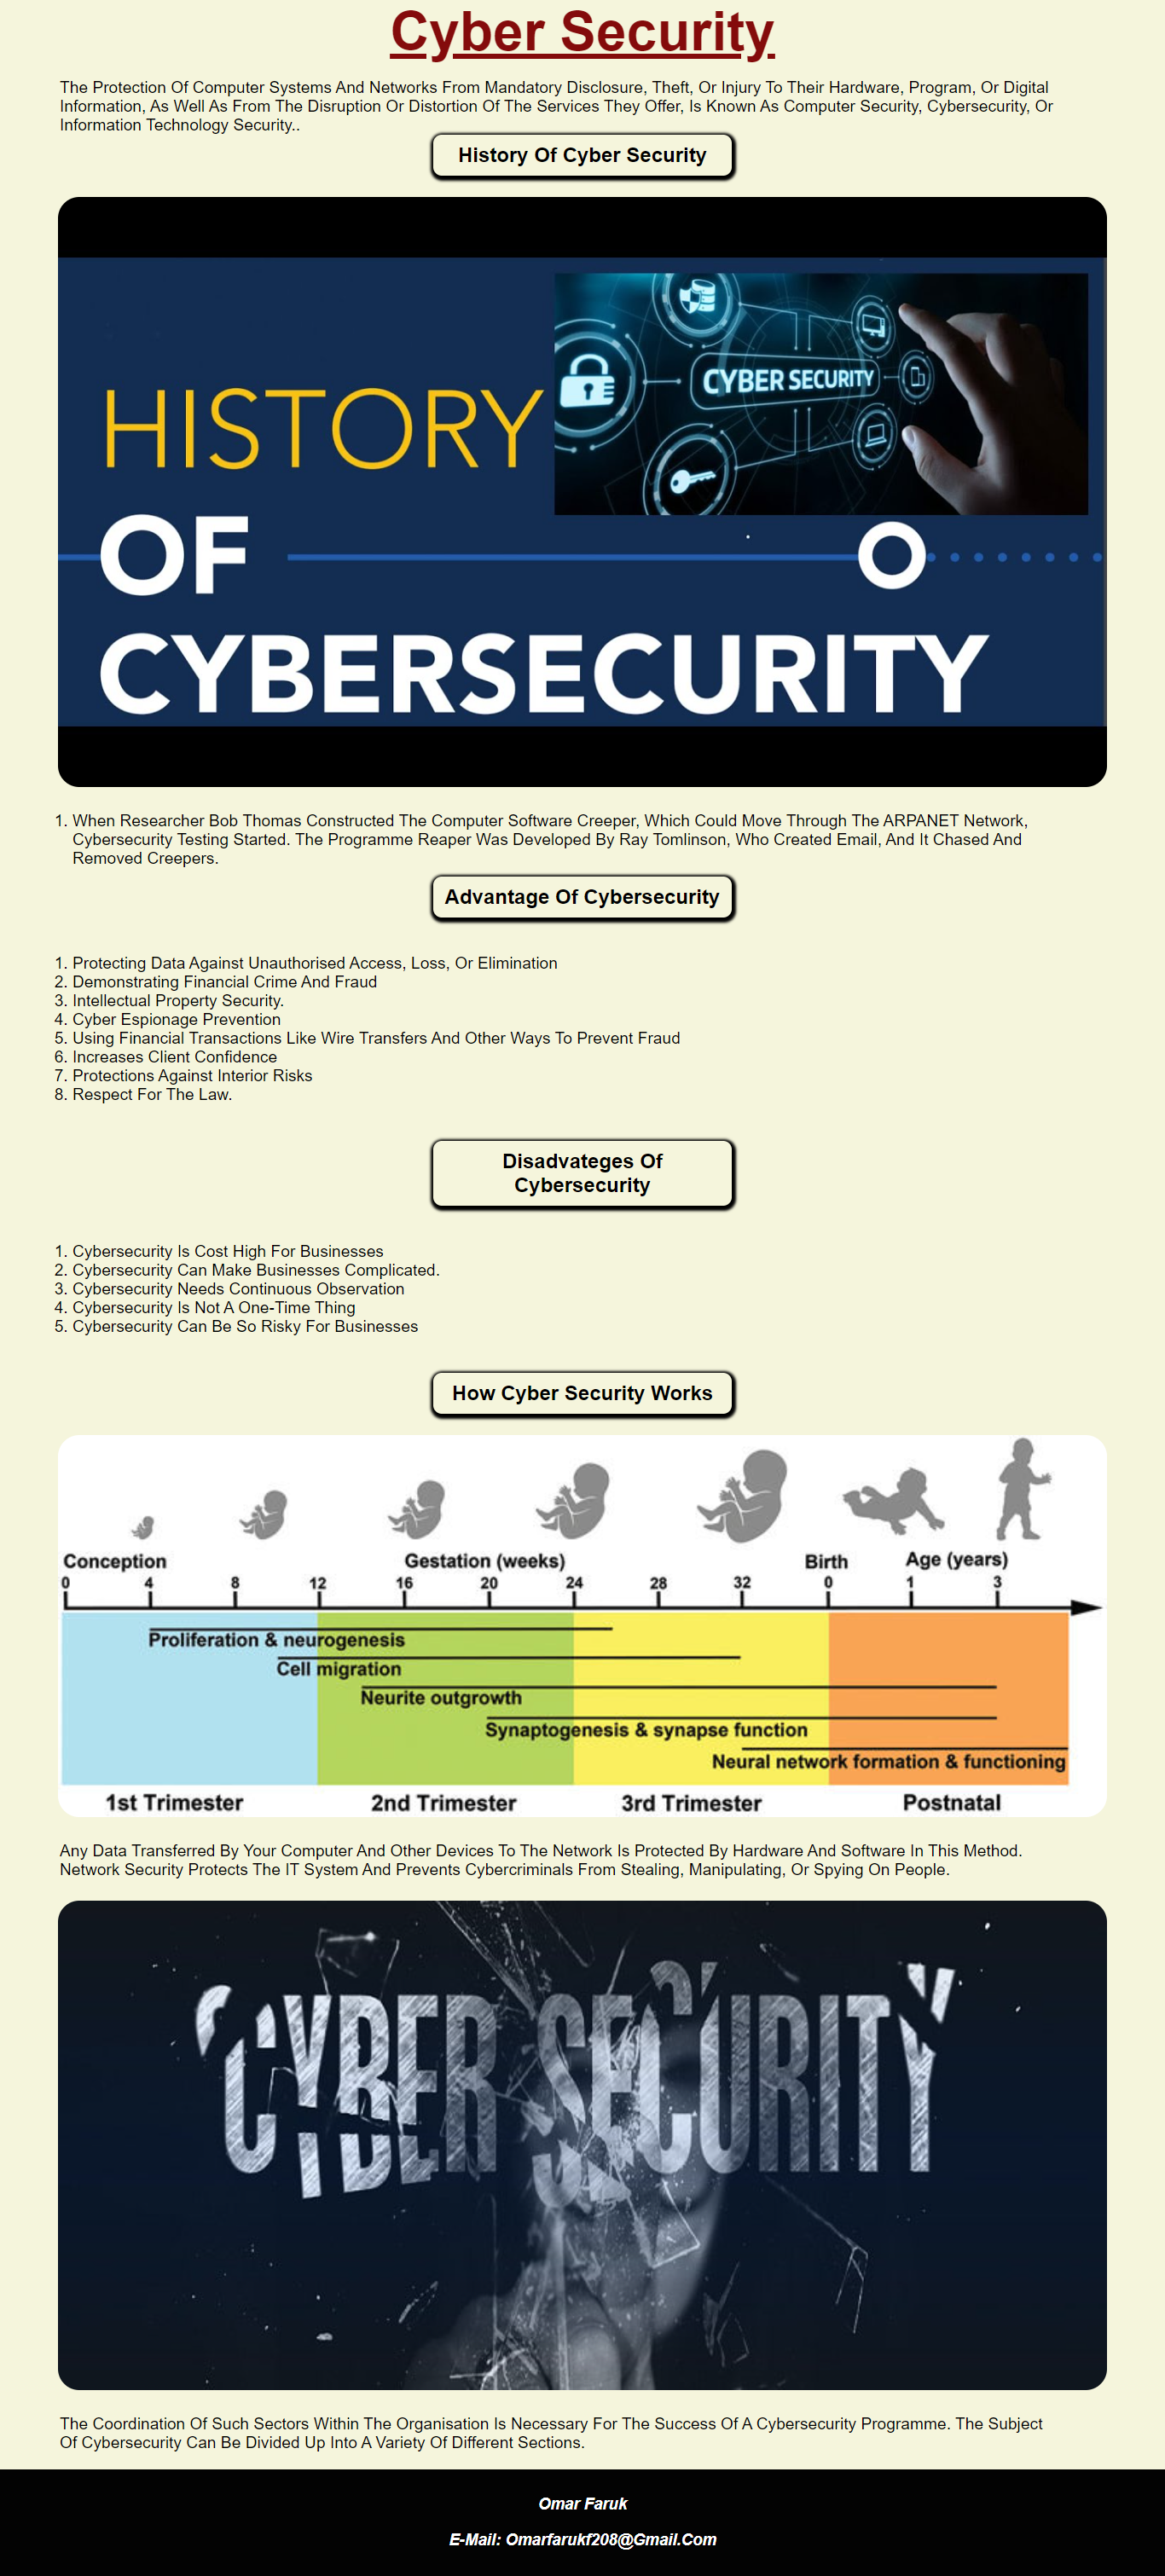 Cyber Security
The Protection Of Computer Systems And Networks From Mandatory Disclosure, Theft, Or Injury To Their Hardware, Program, Or Digital
Information, As Well As From The Disruption Or Distortion Of The Services They Offer, Is Known As Computer Security, Cybersecurity, Or
Information Technology Security..
History Of Cyber Security
CYBER SECURITY
HISTORY
OF
CYBERSECURITY
1. When Researcher Bob Thomas Constructed The Computer Software Creeper, Which Could Move Through The ARPANET Network,
Cybersecurity Testing Started. The Programme Reaper Was Developed By Ray Tomlinson, Who Created Email, And It Chased And
Removed Creepers.
Advantage Of Cybersecurity
1. Protecting Data Against Unauthorised Access, Loss, Or Elimination
2. Demonstrating Financial Crime And Fraud
3. Intellectual Property Security.
4. Cyber Espionage Prevention
5. Using Financial Transactions Like Wire Transfers And Other Ways To Prevent Fraud
6. Increases Client Confidence
7. Protections Against Interior Risks
8. Respect For The Law.
Disadvateges Of
Cybersecurity
1. Cybersecurity Is Cost High For Businesses
2. Cybersecurity Can Make Businesses Complicated.
3. Cybersecurity Needs Continuous Observation
4. Cybersecurity Is Not A One-Time Thing
5. Cybersecurity Can Be So Risky For Businesses
How Cyber Security Works
Conception Gestation (weeks) Birth Age (years)
0 4 8 12 16 20 24 28 32 0 1 3
Proliferation & neurogenesis
Cell migration
Neurite outgrowth
Synaptogenesis & synapse function
Neural network formation & functioning
1st Trimester 2nd Trimester 3rd Trimester Postnatal
Any Data Transferred By Your Computer And Other Devices To The Network Is Protected By Hardware And Software In This Method.
Network Security Protects The IT System And Prevents Cybercriminals From Stealing, Manipulating, Or Spying On People.
CYBER SECURITY
The Coordination Of Such Sectors Within The Organisation Is Necessary For The Success Of A Cybersecurity Programme. The Subject
Of Cybersecurity Can Be Divided Up Into A Variety Of Different Sections.
Omar Faruk
E-Mail: Omarfarukf208@Gmail.Com